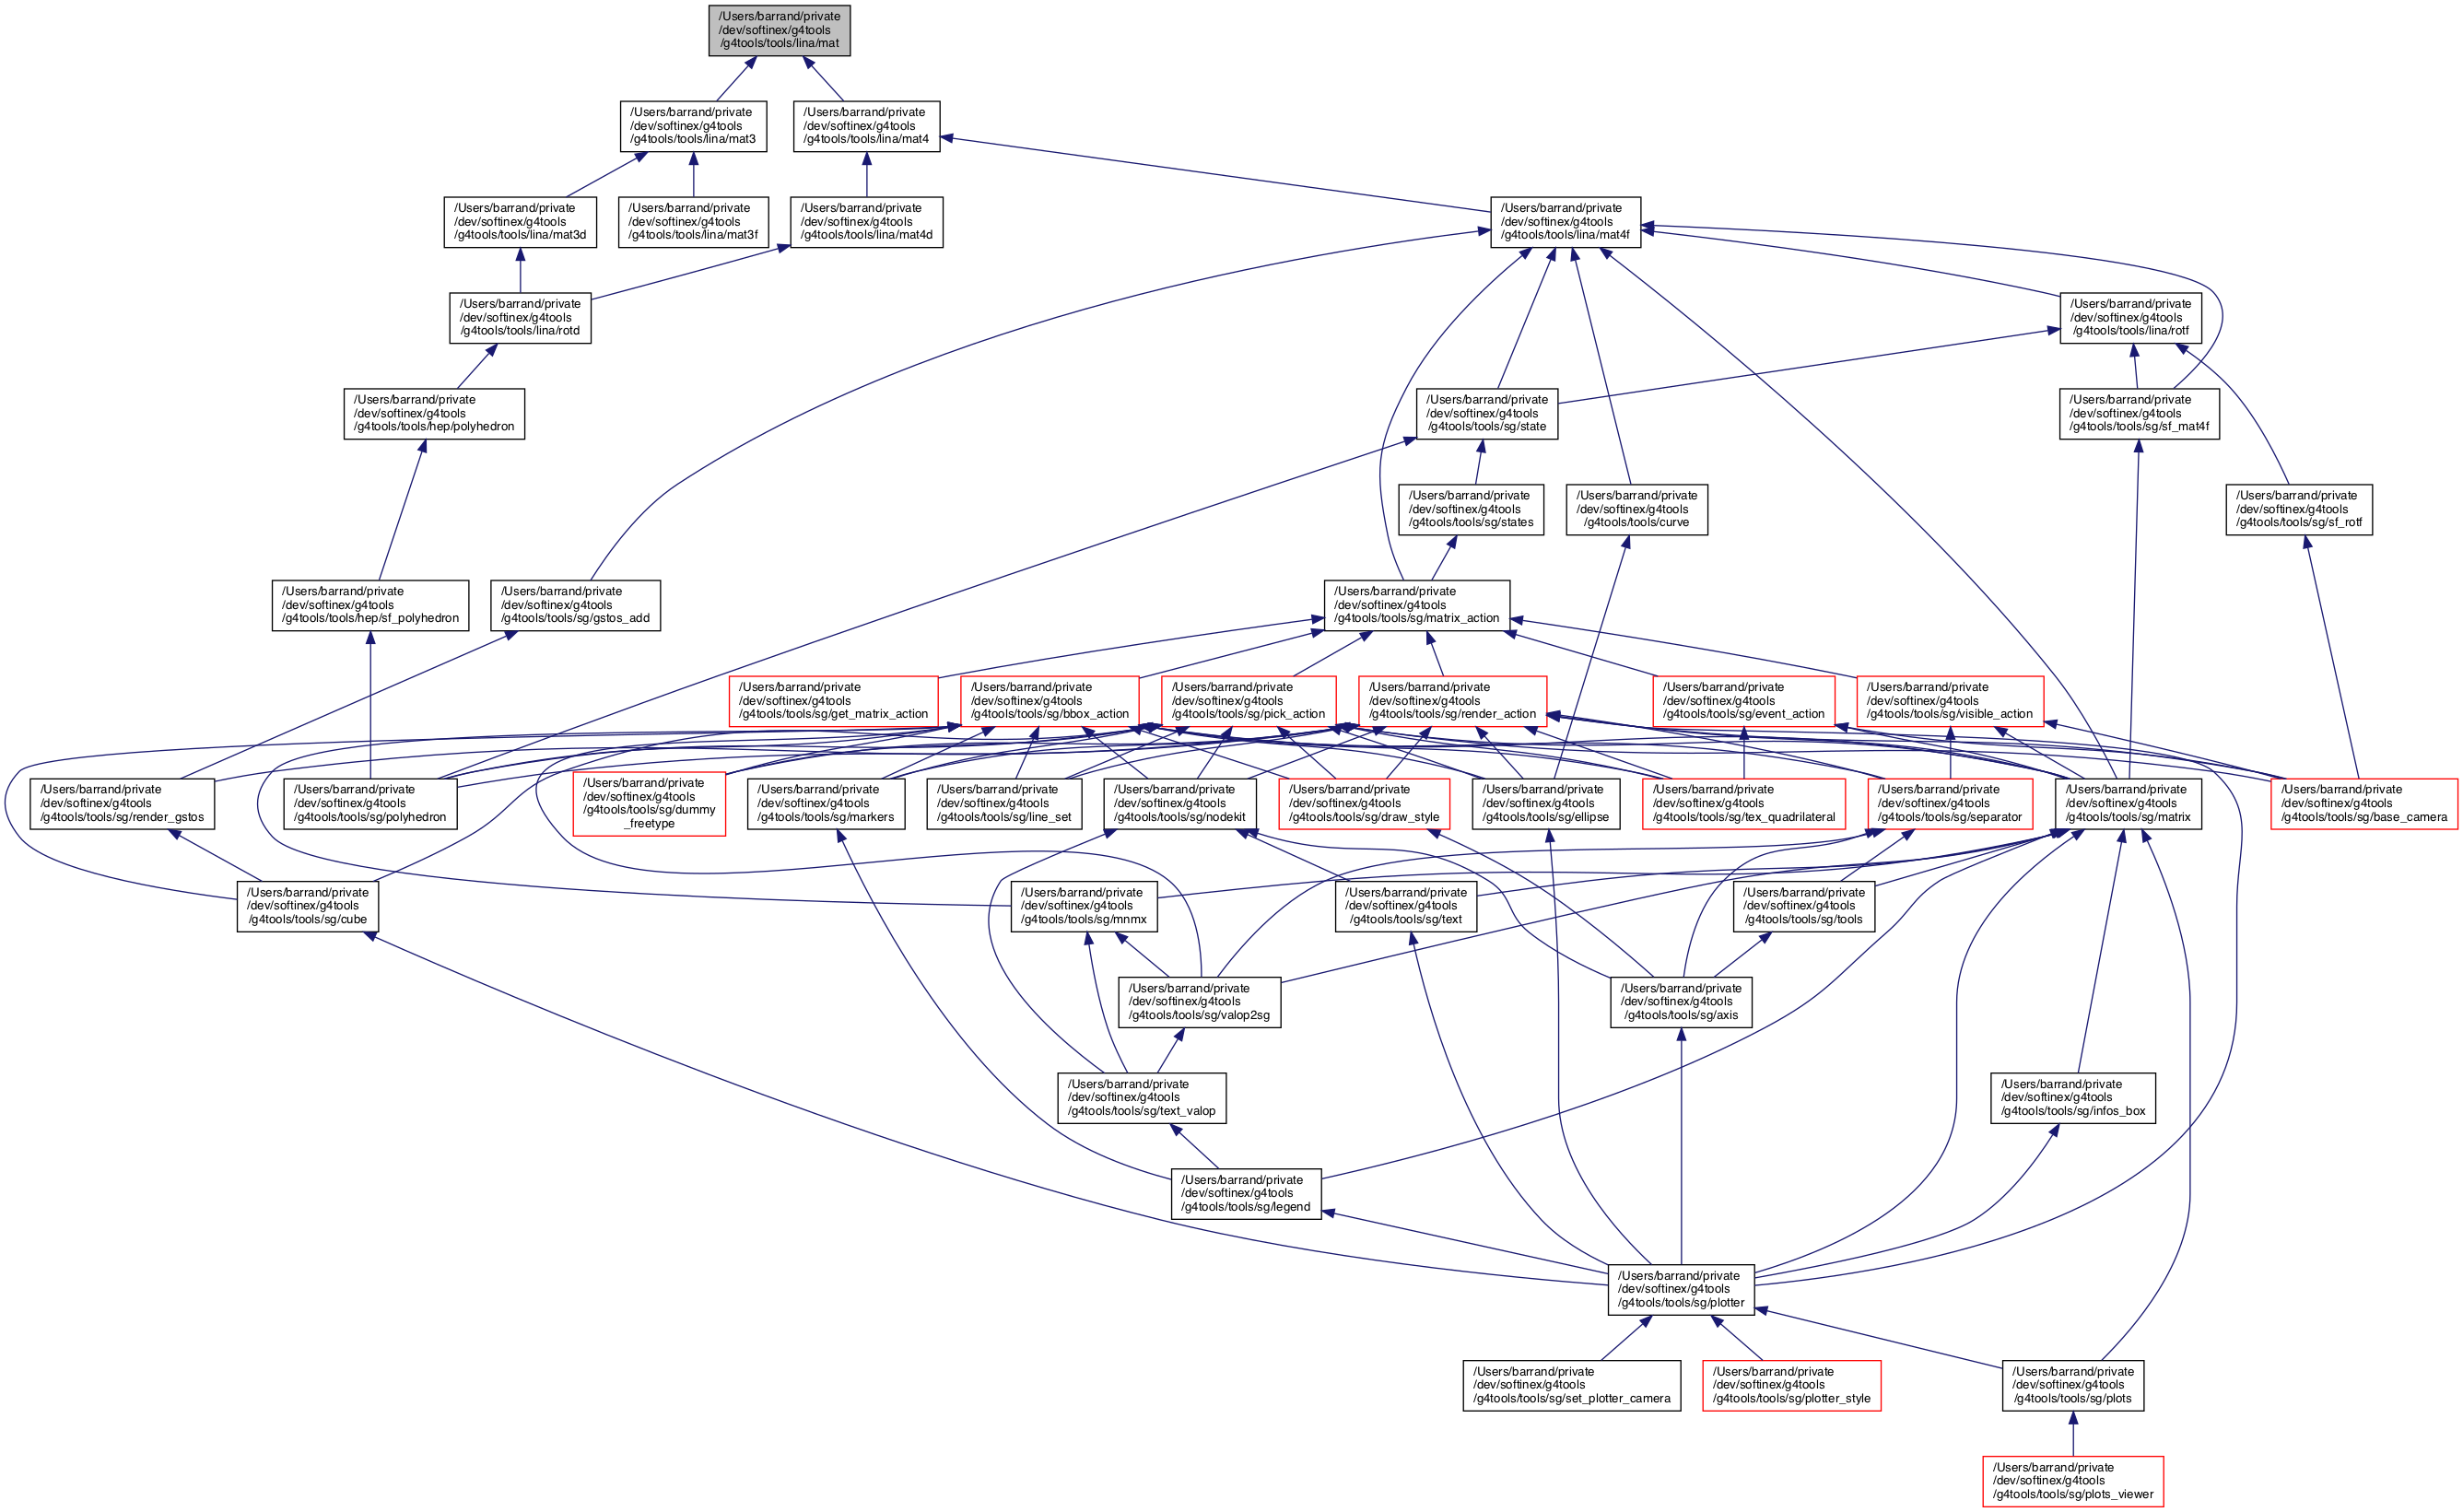 /Users/barrand/private
/dev/softinex/g4tools
/g4tools/tools/lina/mat
/Users/barrand/private
/dev/softinex/g4tools
/g4tools/tools/lina/mat3
/Users/barrand/private
/dev/softinex/g4tools
/g4tools/tools/lina/mat4
/Users/barrand/private
/dev/softinex/g4tools
/g4tools/tools/lina/mat3d
/Users/barrand/private
/dev/softinex/g4tools
/g4tools/tools/lina/mat3f
/Users/barrand/private
/dev/softinex/g4tools
/g4tools/tools/lina/mat4d
/Users/barrand/private
/dev/softinex/g4tools
/g4tools/tools/lina/mat4f
/Users/barrand/private
/dev/softinex/g4tools
/g4tools/tools/lina/rotd
/Users/barrand/private
/dev/softinex/g4tools
/g4tools/tools/lina/rotf
/Users/barrand/private
/dev/softinex/g4tools
/g4tools/tools/hep/polyhedron
/Users/barrand/private
/dev/softinex/g4tools
/g4tools/tools/sg/state
/Users/barrand/private
/dev/softinex/g4tools
/g4tools/tools/sg/sf_mat4f
/Users/barrand/private
/dev/softinex/g4tools
/g4tools/tools/sg/states
/Users/barrand/private
/dev/softinex/g4tools
/g4tools/tools/curve
/Users/barrand/private
/dev/softinex/g4tools
/g4tools/tools/sg/sf_rotf
/Users/barrand/private
/dev/softinex/g4tools
/g4tools/tools/hep/sf_polyhedron
/Users/barrand/private
/dev/softinex/g4tools
/g4tools/tools/sg/gstos_add
/Users/barrand/private
/dev/softinex/g4tools
/g4tools/tools/sg/matrix_action
/Users/barrand/private
/dev/softinex/g4tools
/g4tools/tools/sg/get_matrix_action
/Users/barrand/private
/dev/softinex/g4tools
/g4tools/tools/sg/bbox_action
/Users/barrand/private
/dev/softinex/g4tools
/g4tools/tools/sg/pick_action
/Users/barrand/private
/dev/softinex/g4tools
/g4tools/tools/sg/render_action
/Users/barrand/private
/dev/softinex/g4tools
/g4tools/tools/sg/event_action
/Users/barrand/private
/dev/softinex/g4tools
/g4tools/tools/sg/visible_action
/Users/barrand/private
/dev/softinex/g4tools
/g4tools/tools/sg/render_gstos
/Users/barrand/private
/dev/softinex/g4tools
/g4tools/tools/sg/polyhedron
/Users/barrand/private
/dev/softinex/g4tools
/g4tools/tools/sg/dummy
_freetype
/Users/barrand/private
/dev/softinex/g4tools
/g4tools/tools/sg/markers
/Users/barrand/private
/dev/softinex/g4tools
/g4tools/tools/sg/line_set
/Users/barrand/private
/dev/softinex/g4tools
/g4tools/tools/sg/nodekit
/Users/barrand/private
/dev/softinex/g4tools
/g4tools/tools/sg/draw_style
/Users/barrand/private
/dev/softinex/g4tools
/g4tools/tools/sg/ellipse
/Users/barrand/private
/dev/softinex/g4tools
/g4tools/tools/sg/tex_quadrilateral
/Users/barrand/private
/dev/softinex/g4tools
/g4tools/tools/sg/separator
/Users/barrand/private
/dev/softinex/g4tools
/g4tools/tools/sg/matrix
/Users/barrand/private
/dev/softinex/g4tools
/g4tools/tools/sg/base_camera
/Users/barrand/private
/dev/softinex/g4tools
/g4tools/tools/sg/cube
/Users/barrand/private
/dev/softinex/g4tools
/g4tools/tools/sg/mnmx
/Users/barrand/private
/dev/softinex/g4tools
/g4tools/tools/sg/text
/Users/barrand/private
/dev/softinex/g4tools
/g4tools/tools/sg/tools
/Users/barrand/private
/dev/softinex/g4tools
/g4tools/tools/sg/valop2sg
/Users/barrand/private
/dev/softinex/g4tools
/g4tools/tools/sg/axis
/Users/barrand/private
/dev/softinex/g4tools
/g4tools/tools/sg/text_valop
/Users/barrand/private
/dev/softinex/g4tools
/g4tools/tools/sg/infos_box
/Users/barrand/private
/dev/softinex/g4tools
/g4tools/tools/sg/legend
/Users/barrand/private
/dev/softinex/g4tools
/g4tools/tools/sg/plotter
/Users/barrand/private
/dev/softinex/g4tools
/g4tools/tools/sg/set_plotter_camera
/Users/barrand/private
/dev/softinex/g4tools
/g4tools/tools/sg/plotter_style
/Users/barrand/private
/dev/softinex/g4tools
/g4tools/tools/sg/plots
/Users/barrand/private
/dev/softinex/g4tools
/g4tools/tools/sg/plots_viewer